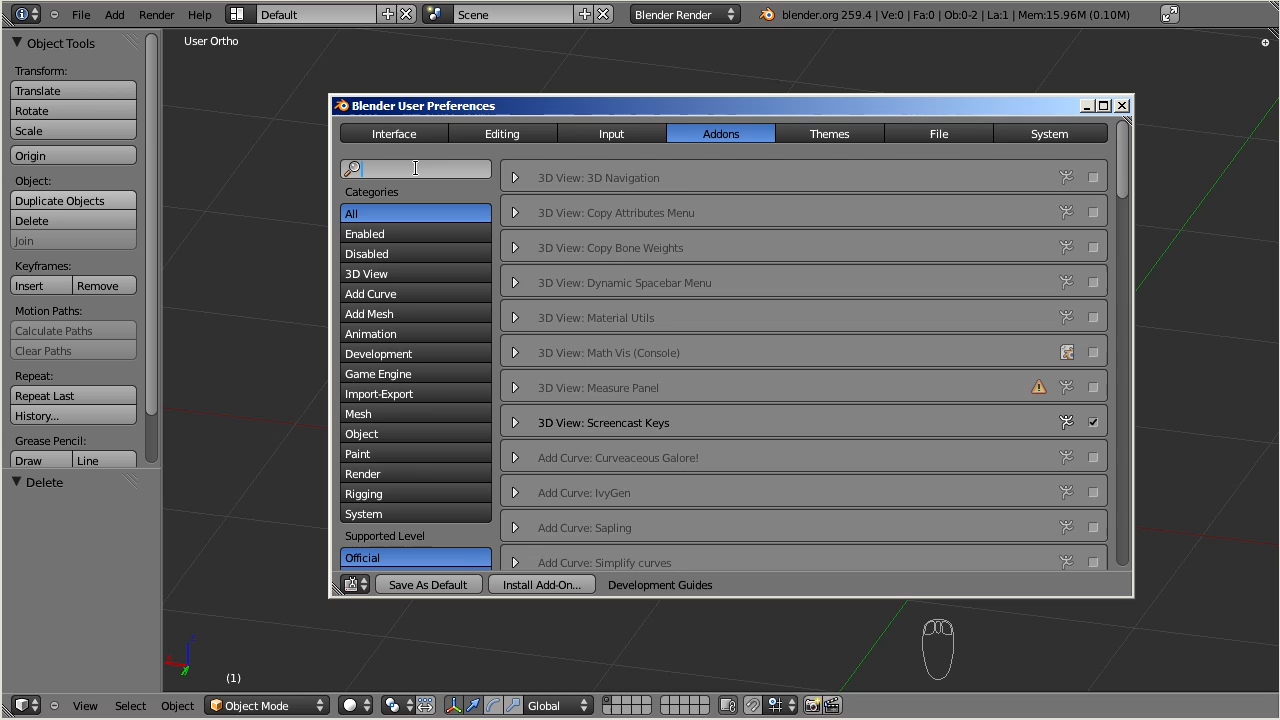 File Add Render Help Default Scene Blender Render blender.org 259.4 | Ve:0 | Fa:0 | Ob:0-2 | La:1 | Mem:15.96M (0.10M)
Object Tools
Transform:
Translate
Rotate
Scale
Origin
Object:
Duplicate Objects
Delete
Join
Keyframes:
Insert Remove
Motion Paths:
Calculate Paths
Clear Paths
Repeat:
Repeat Last
History...
Grease Pencil:
Draw Line
Delete
User Ortho
Blender User Preferences
Interface Editing Input Addons Themes File System
Categories
All
Enabled
Disabled
3D View
Add Curve
Add Mesh
Animation
Development
Game Engine
Import-Export
Mesh
Object
Paint
Render
Rigging
System
Supported Level
Official
3D View: 3D Navigation
3D View: Copy Attributes Menu
3D View: Copy Bone Weights
3D View: Dynamic Spacebar Menu
3D View: Material Utils
3D View: Math Vis (Console)
3D View: Measure Panel
3D View: Screencast Keys
Add Curve: Curveaceous Galore!
Add Curve: IvyGen
Add Curve: Sapling
Add Curve: Simplify curves
Save As Default Install Add-On... Development Guides
(1)
View Select Object Object Mode Global